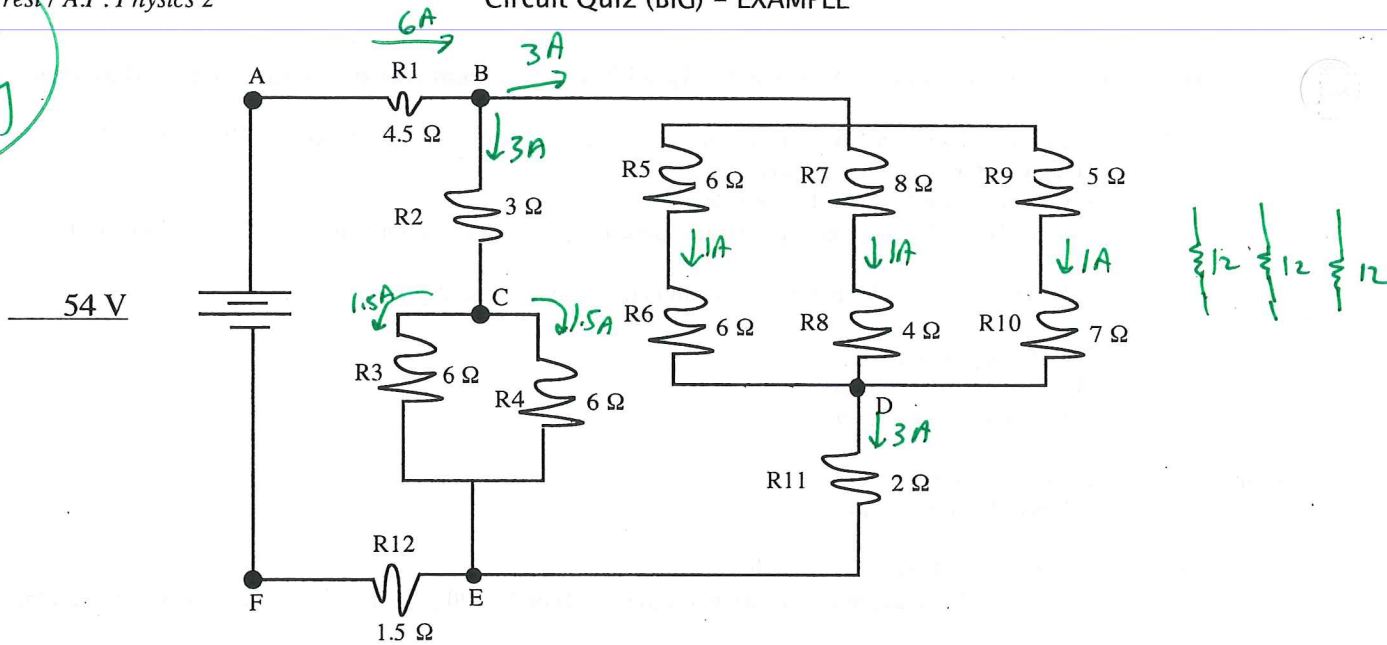 Physics 2
Circuit Quiz (BIG) – EXAMPLE
6A
3A
A
R1
B
4.5 Ω
3A
R2
3 Ω
R5
6 Ω
R7
8 Ω
R9
5 Ω
1A
1A
1A
12
12
12
54 V
1.5A
C
1.5A
R6
6 Ω
R8
4 Ω
R10
7 Ω
R3
6 Ω
R4
6 Ω
D
3A
R11
2 Ω
R12
F
E
1.5 Ω